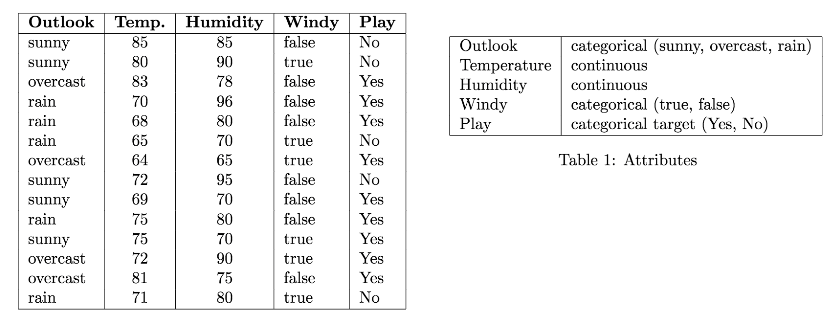 Outlook Temp. Humidity Windy Play
sunny 85 85 false No
sunny 80 90 true No
overcast 83 78 false Yes
rain 70 96 false Yes
rain 68 80 false Yes
rain 65 70 true No
overcast 64 65 true Yes
sunny 72 95 false No
sunny 69 70 false Yes
rain 75 80 false Yes
sunny 75 70 true Yes
overcast 72 90 true Yes
overcast 81 75 false Yes
rain 71 80 true No
Outlook categorical (sunny, overcast, rain)
Temperature continuous
Humidity continuous
Windy categorical (true, false)
Play categorical target (Yes, No)
Table 1: Attributes